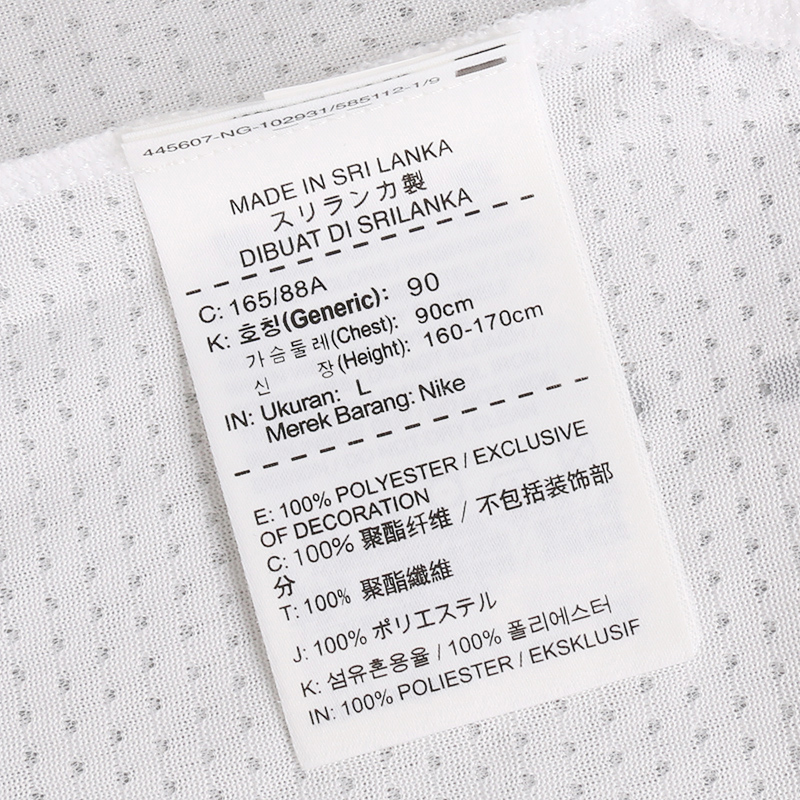 445607-NG-102931/585112-1/9
MADE IN SRI LANKA
スリランカ製
DIBUAT DI SRILANKA
C: 165/88A
K: 호칭(Generic): 90
가슴둘레(Chest): 90cm
신 장(Height): 160-170cm
IN: Ukuran: L
Merek Barang: Nike
E: 100% POLYESTER / EXCLUSIVE
OF DECORATION
C: 100% 聚酯纤维 / 不包括装饰部
分
T: 100% 聚酯纖維
J: 100% ポリエステル
K: 섬유혼용율 / 100% 폴리에스터
IN: 100% POLIESTER / EKSKLUSIF